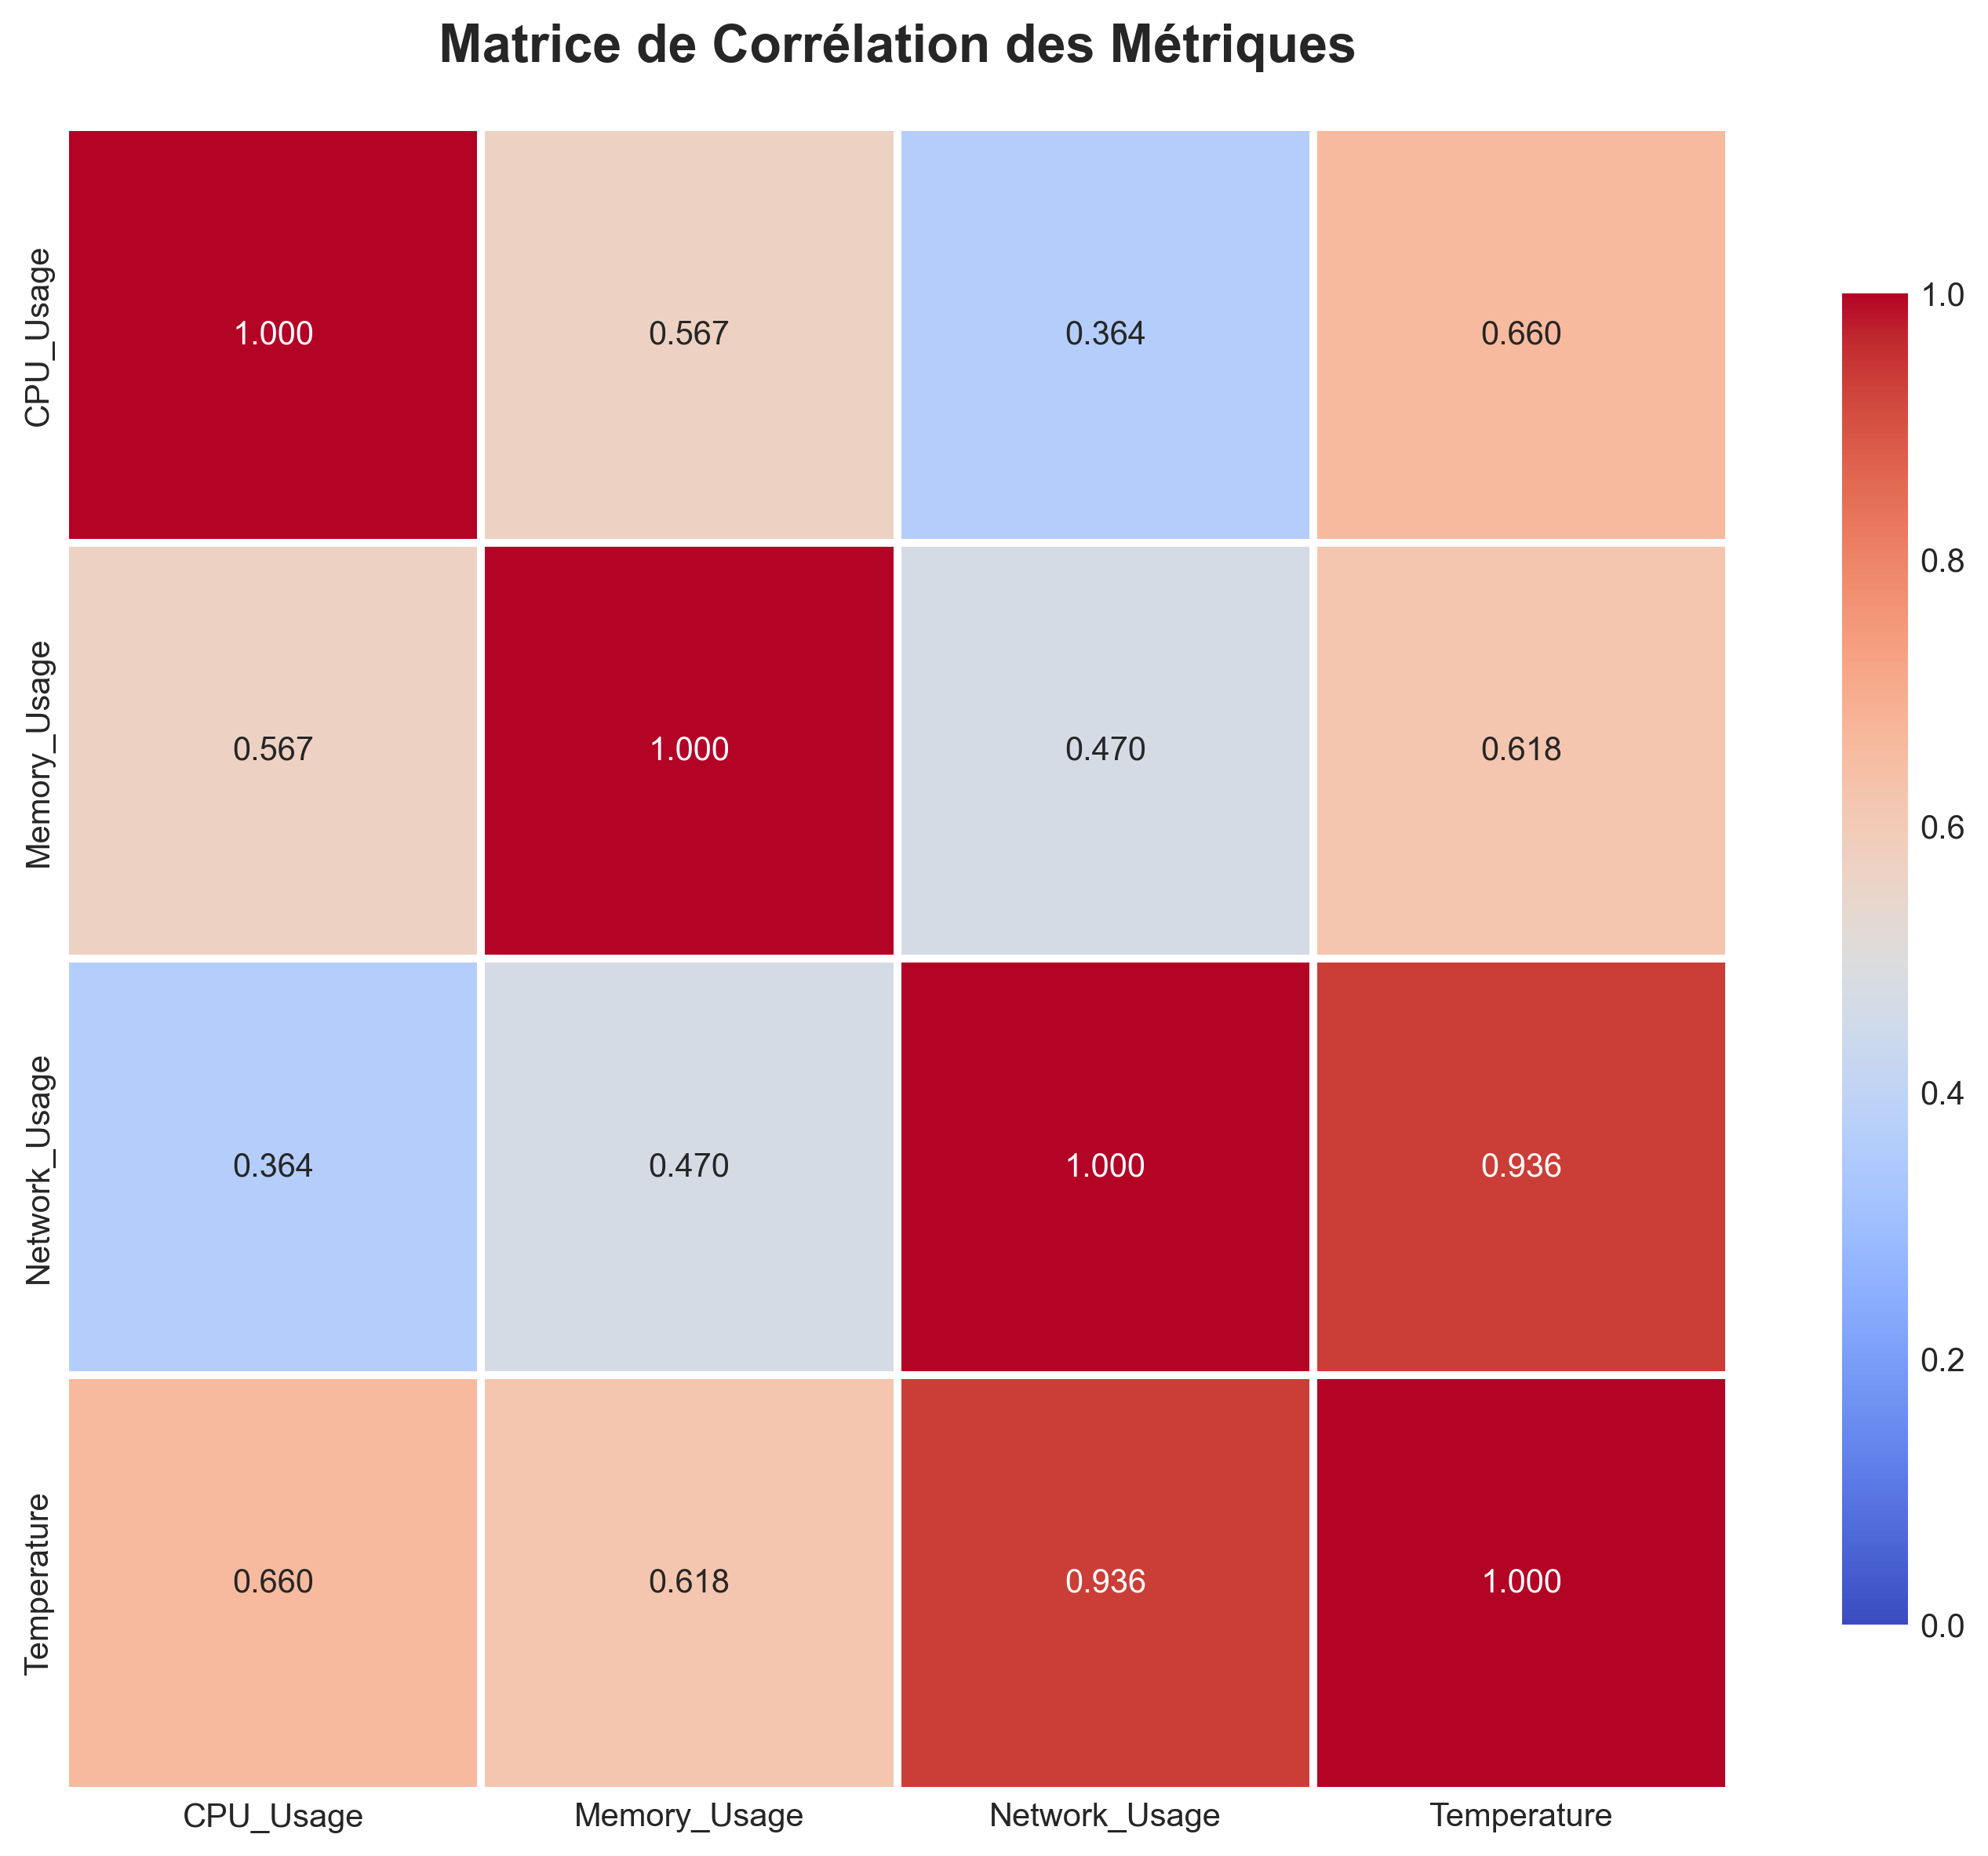 Matrice de Corrélation des Métriques
CPU_Usage
1.000
0.567
0.364
0.660
Memory_Usage
0.567
1.000
0.470
0.618
Network_Usage
0.364
0.470
1.000
0.936
Temperature
0.660
0.618
0.936
1.000
CPU_Usage
Memory_Usage
Network_Usage
Temperature
1.0
0.8
0.6
0.4
0.2
0.0